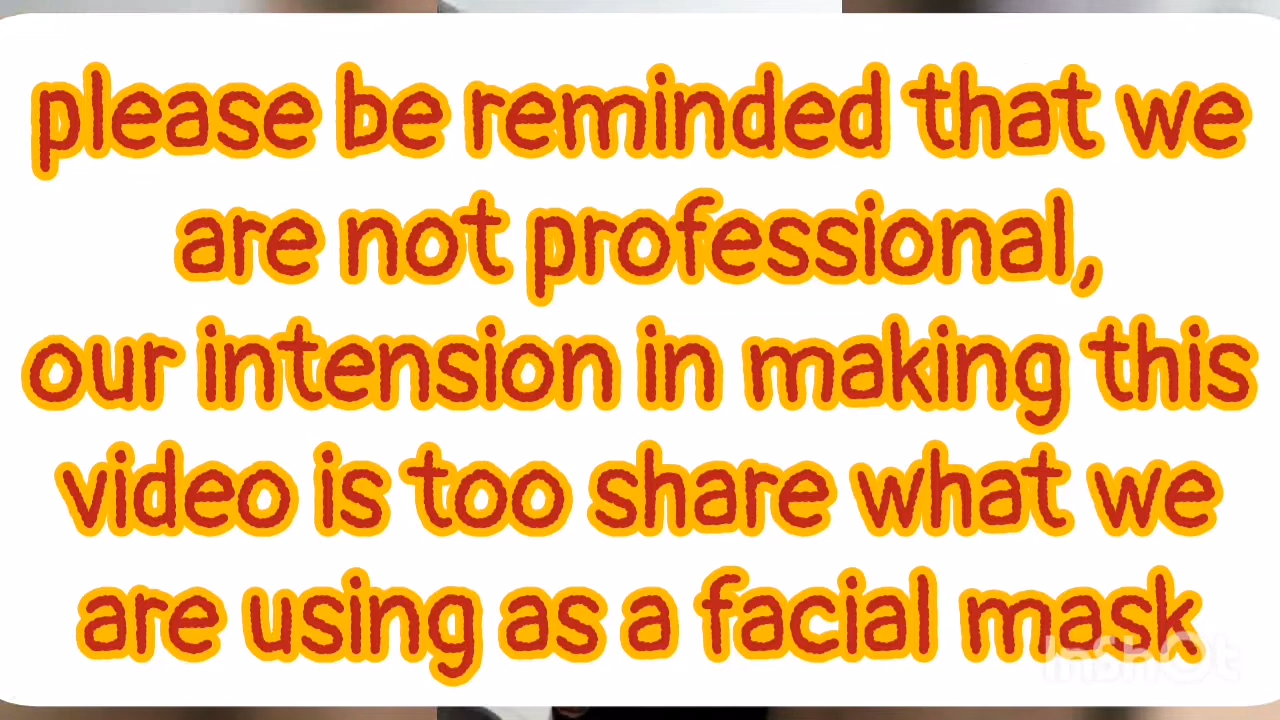 please be reminded that we
are not professional,
our intension in making this
video is too share what we
are using as a facial mask
InShOt